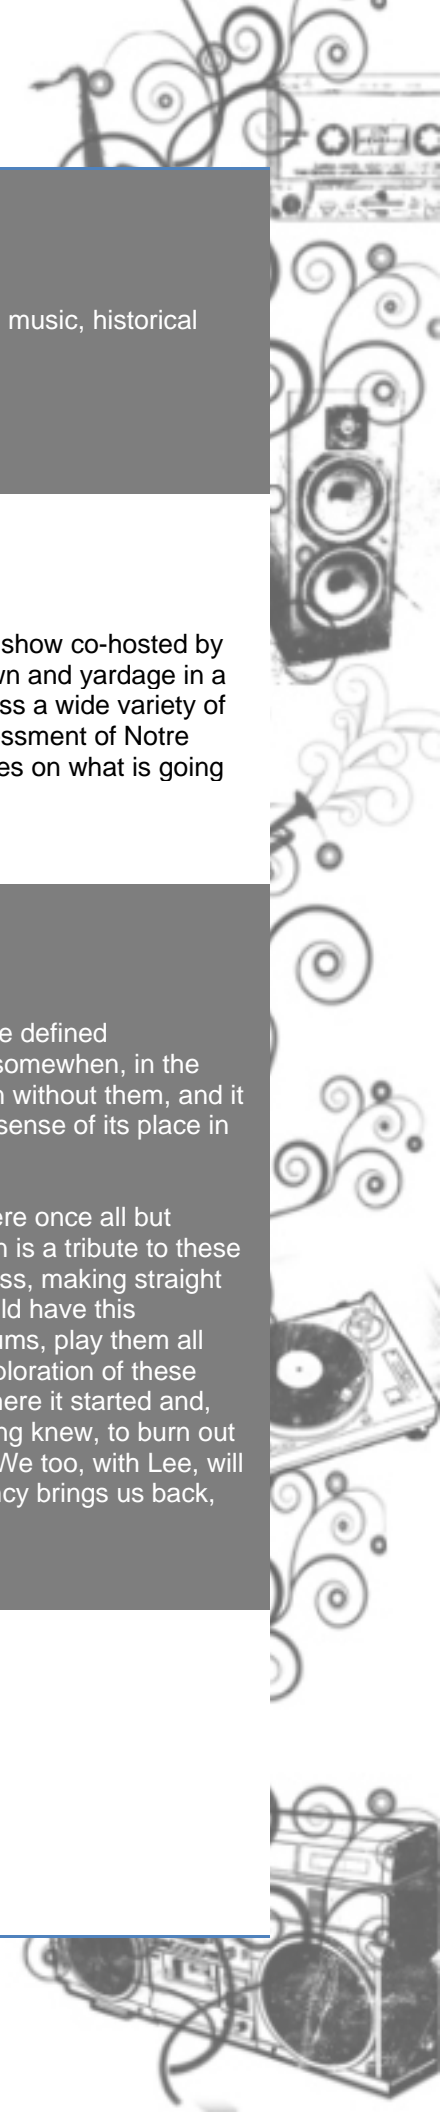 music, historical
show co-hosted by
wn and yardage in a
ss a wide variety of
essment of Notre
es on what is going
e defined
somewhen, in the
n without them, and it
sense of its place in
ere once all but
n is a tribute to these
ss, making straight
ld have this
ums, play them all
ploration of these
here it started and,
ng knew, to burn out
We too, with Lee, will
ncy brings us back,